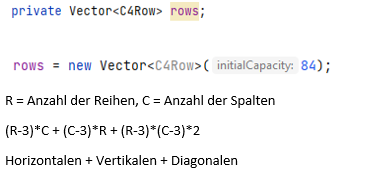 private Vector<C4Row> rows;
rows = new Vector<C4Row>( initialCapacity: 84);
R = Anzahl der Reihen, C = Anzahl der Spalten
(R-3)*C + (C-3)*R + (R-3)*(C-3)*2
Horizontalen + Vertikalen + Diagonalen